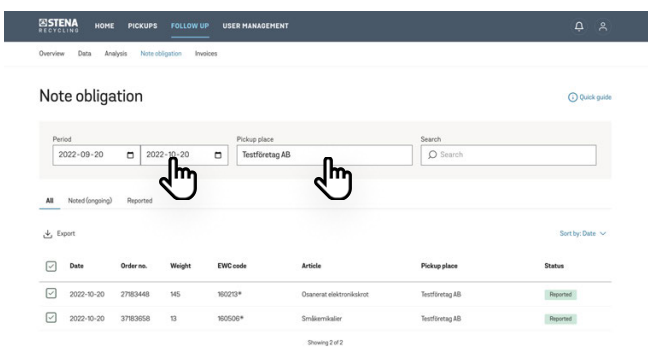 STENA RECYCLING HOME PICKUPS FOLLOW UP USER MANAGEMENT
Overview Data Analysis Note obligation Invoices
Note obligation Quick guide
Period Pickup place Search
2022-09-20 2022-10-20 Testföretag AB Search
All Noted (ongoing) Reported
Export Sort by: Date
Date Order no. Weight EWC code Article Pickup place Status
2022-10-20 27183448 145 160213* Osanerat elektronikskrot Testföretag AB Reported
2022-10-20 37183658 13 160506* Småkemikalier Testföretag AB Reported
Showing 2 of 2